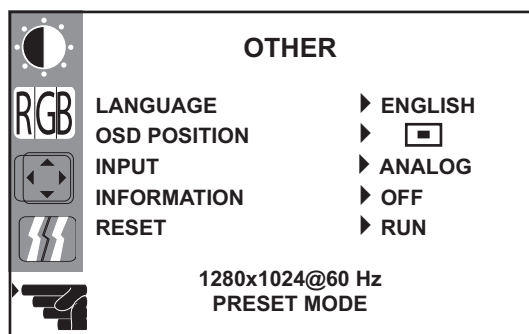 OTHER
RGB
LANGUAGE ENGLISH
OSD POSITION
INPUT ANALOG
INFORMATION OFF
RESET RUN
1280x1024@60 Hz
PRESET MODE